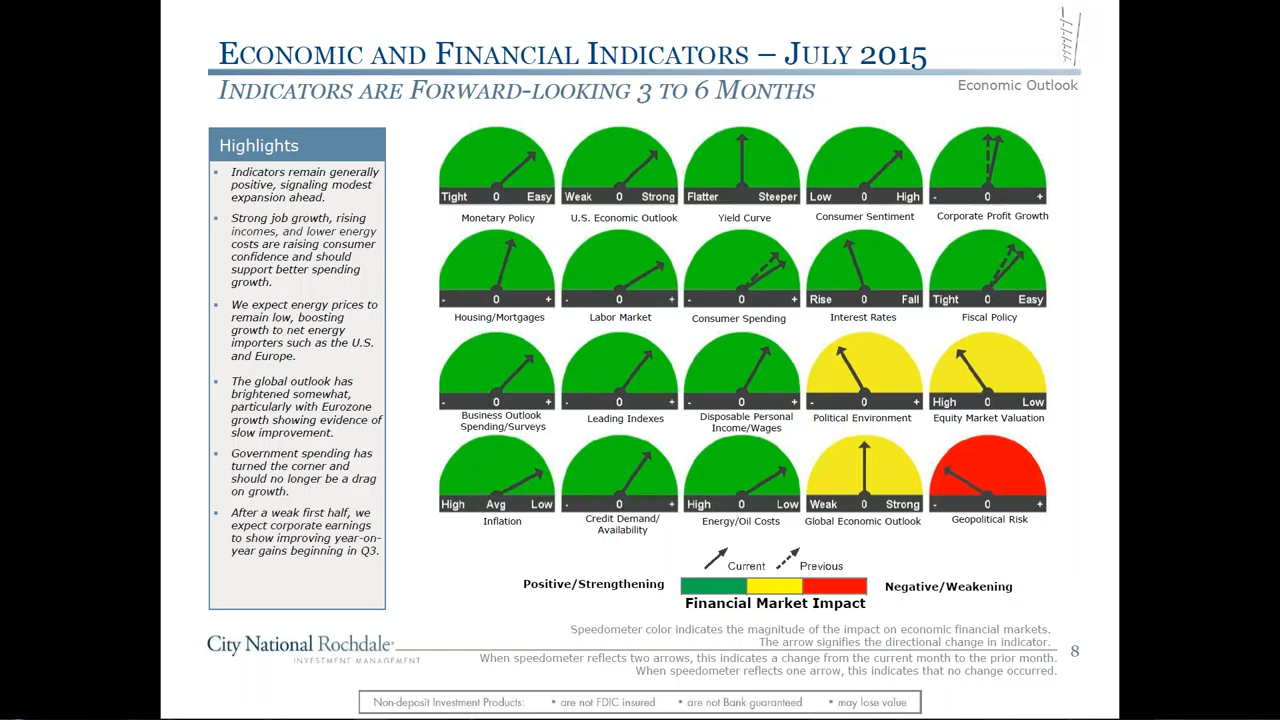 ECONOMIC AND FINANCIAL INDICATORS – JULY 2015
INDICATORS ARE FORWARD-LOOKING 3 TO 6 MONTHS
Economic Outlook
Highlights
▪ Indicators remain generally
positive, signaling modest
expansion ahead.
▪ Strong job growth, rising
incomes, and lower energy
costs are raising consumer
confidence and should
support better spending
growth.
▪ We expect energy prices to
remain low, boosting
growth to net energy
importers such as the U.S.
and Europe.
▪ The global outlook has
brightened somewhat,
particularly with Eurozone
growth showing evidence of
slow improvement.
▪ Government spending has
turned the corner and
should no longer be a drag
on growth.
▪ After a weak first half, we
expect corporate earnings
to show improving year-on-
year gains beginning in Q3.
Tight 0 Easy
Monetary Policy
Weak 0 Strong
U.S. Economic Outlook
Flatter Steeper
Yield Curve
Low 0 High
Consumer Sentiment
- 0 +
Corporate Profit Growth
- 0 +
Housing/Mortgages
- 0 +
Labor Market
- 0 +
Consumer Spending
Rise 0 Fall
Interest Rates
Tight 0 Easy
Fiscal Policy
- 0 +
Business Outlook
Spending/Surveys
- 0 +
Leading Indexes
- 0 +
Disposable Personal
Income/Wages
- 0 +
Political Environment
High 0 Low
Equity Market Valuation
High Avg Low
Inflation
- 0 +
Credit Demand/
Availability
High 0 Low
Energy/Oil Costs
Weak 0 Strong
Global Economic Outlook
- 0 +
Geopolitical Risk
Current Previous
Positive/Strengthening
Negative/Weakening
Financial Market Impact
Speedometer color indicates the magnitude of the impact on economic financial markets.
The arrow signifies the directional change in indicator.
When speedometer reflects two arrows, this indicates a change from the current month to the prior month.
When speedometer reflects one arrow, this indicates that no change occurred.
City National Rochdale
INVESTMENT MANAGEMENT
8
Non-deposit Investment Products: • are not FDIC insured • are not Bank guaranteed • may lose value